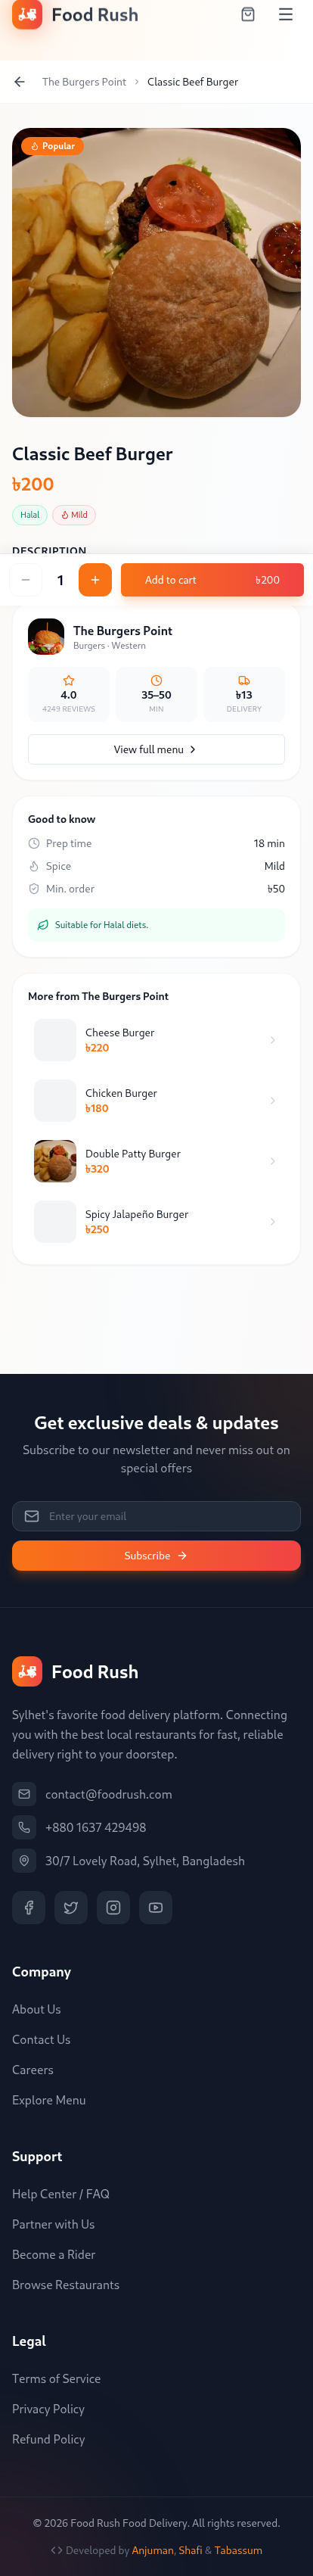 Food Rush
The Burgers Point > Classic Beef Burger
Popular
Classic Beef Burger
৳200
Halal Mild
DESCRIPTION
1 Add to cart ৳200
The Burgers Point
Burgers · Western
4.0 35–50 ৳13
4249 REVIEWS MIN DELIVERY
View full menu
Good to know
Prep time 18 min
Spice Mild
Min. order ৳50
Suitable for Halal diets.
More from The Burgers Point
Cheese Burger
৳220
Chicken Burger
৳180
Double Patty Burger
৳320
Spicy Jalapeño Burger
৳250
Get exclusive deals & updates
Subscribe to our newsletter and never miss out on
special offers
Enter your email
Subscribe
Food Rush
Sylhet's favorite food delivery platform. Connecting
you with the best local restaurants for fast, reliable
delivery right to your doorstep.
contact@foodrush.com
+880 1637 429498
30/7 Lovely Road, Sylhet, Bangladesh
Company
About Us
Contact Us
Careers
Explore Menu
Support
Help Center / FAQ
Partner with Us
Become a Rider
Browse Restaurants
Legal
Terms of Service
Privacy Policy
Refund Policy
© 2026 Food Rush Food Delivery. All rights reserved.
Developed by Anjuman, Shafi & Tabassum